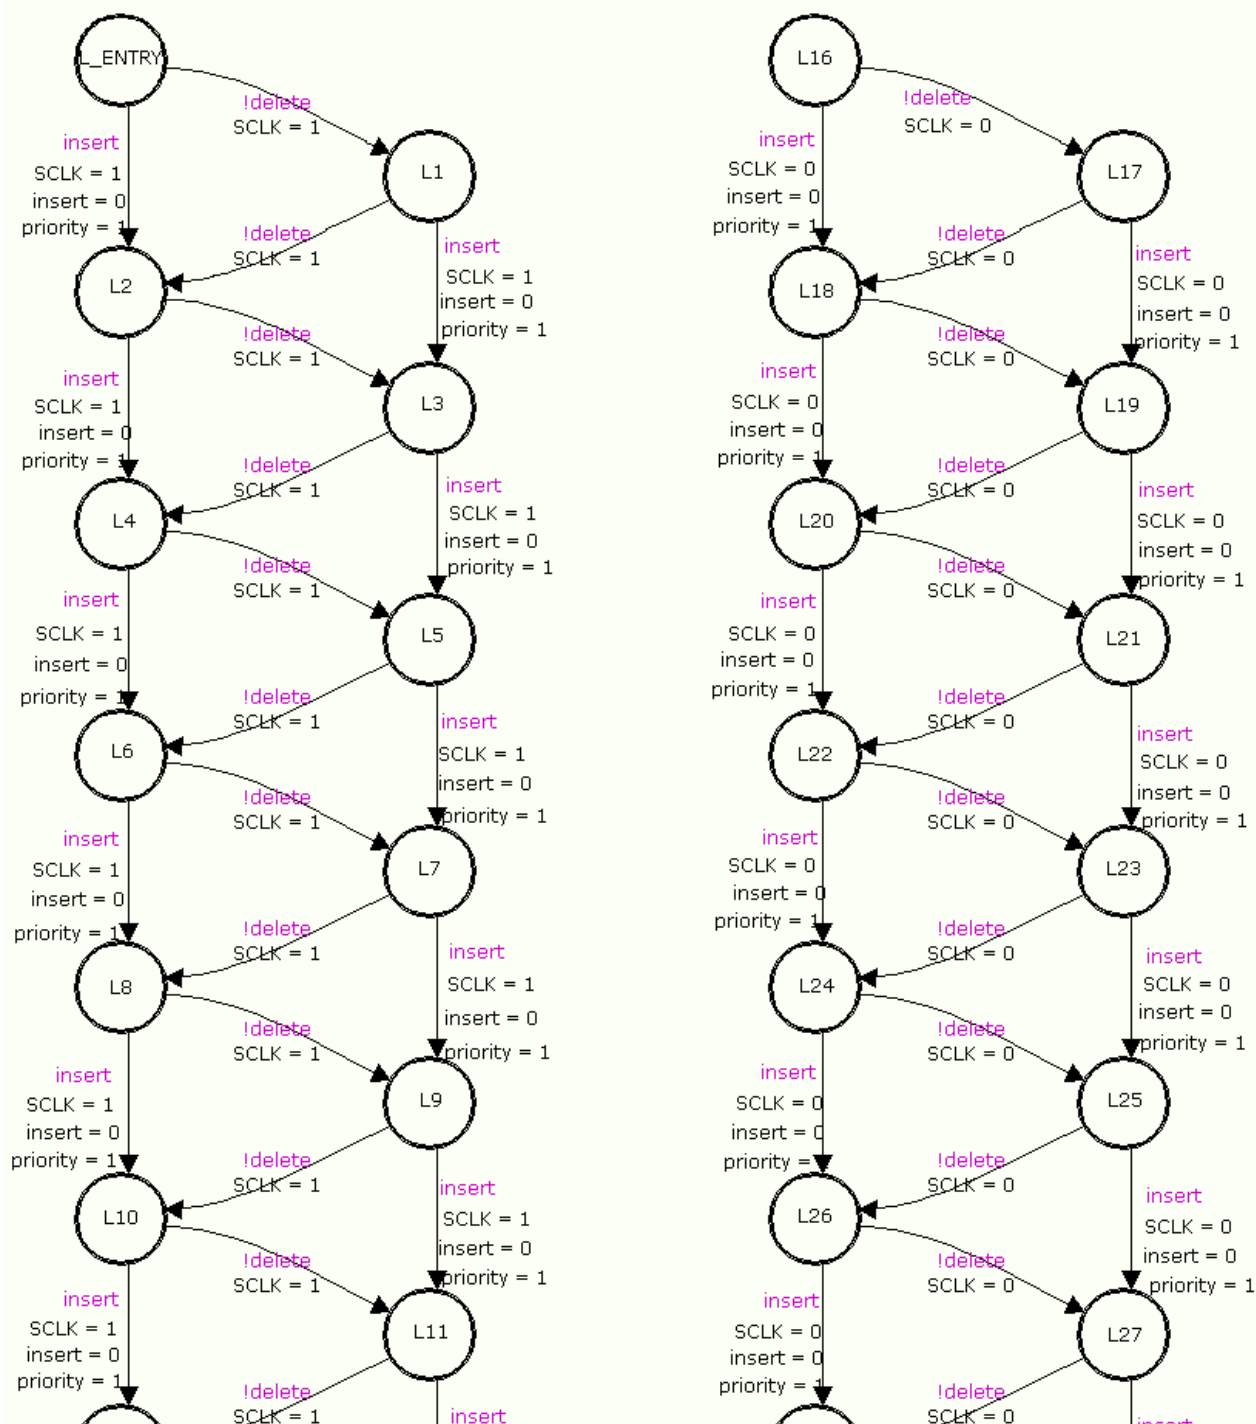 L_ENTRY
!delete
SCLK = 1
insert
SCLK = 1
insert = 0
priority = 1
L1
!delete
SCLK = 1
insert
SCLK = 1
insert = 0
priority = 1
L2
!delete
SCLK = 1
insert
SCLK = 1
insert = 0
priority = 1
L3
!delete
SCLK = 1
insert
SCLK = 1
insert = 0
priority = 1
L4
!delete
SCLK = 1
insert
SCLK = 1
insert = 0
priority = 1
L5
!delete
SCLK = 1
insert
SCLK = 1
insert = 0
priority = 1
L6
!delete
SCLK = 1
insert
SCLK = 1
insert = 0
priority = 1
L7
!delete
SCLK = 1
insert
SCLK = 1
insert = 0
priority = 1
L8
!delete
SCLK = 1
insert
SCLK = 1
insert = 0
priority = 1
L9
!delete
SCLK = 1
insert
SCLK = 1
insert = 0
priority = 1
L10
!delete
SCLK = 1
insert
SCLK = 1
insert = 0
priority = 1
L11
!delete
SCLK = 1
insert
L16
!delete
SCLK = 0
insert
SCLK = 0
insert = 0
priority = 1
L17
!delete
SCLK = 0
insert
SCLK = 0
insert = 0
priority = 1
L18
!delete
SCLK = 0
insert
SCLK = 0
insert = 0
priority = 1
L19
!delete
SCLK = 0
insert
SCLK = 0
insert = 0
priority = 1
L20
!delete
SCLK = 0
insert
SCLK = 0
insert = 0
priority = 1
L21
!delete
SCLK = 0
insert
SCLK = 0
insert = 0
priority = 1
L22
!delete
SCLK = 0
insert
SCLK = 0
insert = 0
priority = 1
L23
!delete
SCLK = 0
insert
SCLK = 0
insert = 0
priority = 1
L24
!delete
SCLK = 0
insert
SCLK = 0
insert = 0
priority =
L25
!delete
SCLK = 0
insert
SCLK = 0
insert = 0
priority = 1
L26
!delete
SCLK = 0
insert
SCLK = 0
insert = 0
priority = 1
L27
!delete
SCLK = 0
insert